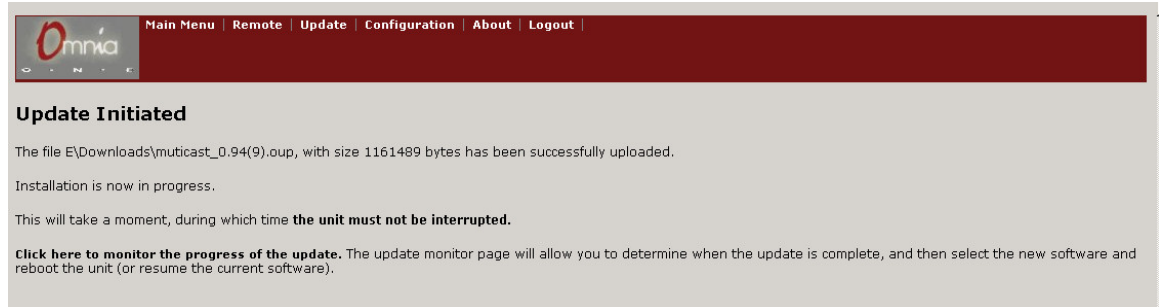 Omnia
O · N · E
Main Menu | Remote | Update | Configuration | About | Logout |
Update Initiated
The file E\Downloads\muticast_0.94(9).oup, with size 1161489 bytes has been successfully uploaded.
Installation is now in progress.
This will take a moment, during which time the unit must not be interrupted.
Click here to monitor the progress of the update. The update monitor page will allow you to determine when the update is complete, and then select the new software and
reboot the unit (or resume the current software).